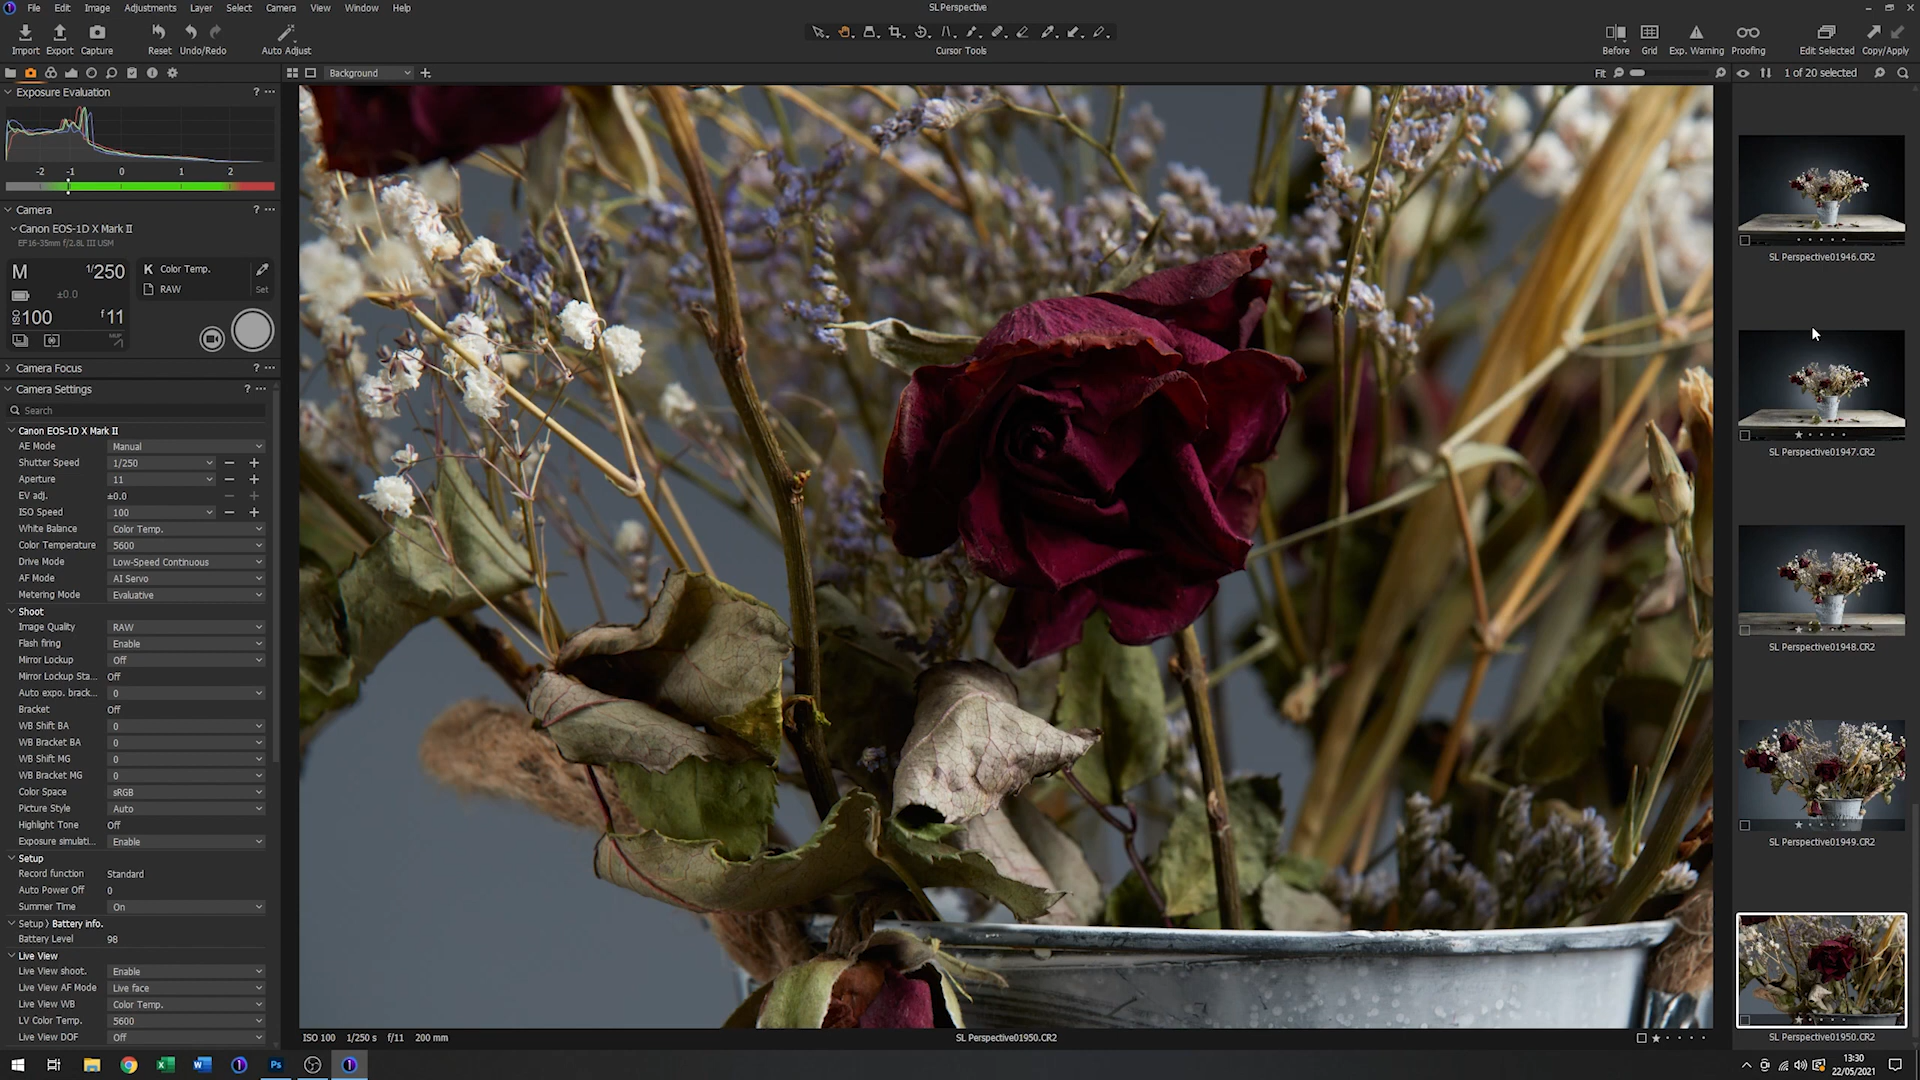 File Edit Image Adjustments Layer Select Camera View Window Help
SL Perspective
Import Export Capture Reset Undo/Redo Auto Adjust
Cursor Tools
Before Grid Exp. Warning Proofing Edit Selected Copy/Apply
Background
Fit
1 of 20 selected
Exposure Evaluation ?
-2 -1 0 1 2
Camera ?
Canon EOS-1D X Mark II
EF16-35mm f/2.8L III USM
M 1/250
±0.0
ISO 100 f 11
K Color Temp.
RAW Set
Camera Focus ?
Camera Settings ?
Search
Canon EOS-1D X Mark II
AE Mode Manual
Shutter Speed 1/250
Aperture 11
EV adj. ±0.0
ISO Speed 100
White Balance Color Temp.
Color Temperature 5600
Drive Mode Low-Speed Continuous
AF Mode AI Servo
Metering Mode Evaluative
Shoot
Image Quality RAW
Flash firing Enable
Mirror Lockup Off
Mirror Lockup Sta... Off
Auto expo. brack... 0
Bracket Off
WB Shift BA 0
WB Bracket BA 0
WB Shift MG 0
WB Bracket MG 0
Color Space sRGB
Picture Style Auto
Highlight Tone Off
Exposure simulati... Enable
Setup
Record function Standard
Auto Power Off 0
Summer Time On
Setup > Battery info.
Battery Level 98
Live View
Live View shoot. Enable
Live View AF Mode Live face
Live View WB Color Temp.
LV Color Temp. 5600
Live View DOF Off
ISO 100 1/250 s f/11 200 mm
SL Perspective01950.CR2
SL Perspective01946.CR2
SL Perspective01947.CR2
SL Perspective01948.CR2
SL Perspective01949.CR2
SL Perspective01950.CR2
13:30
22/05/2021